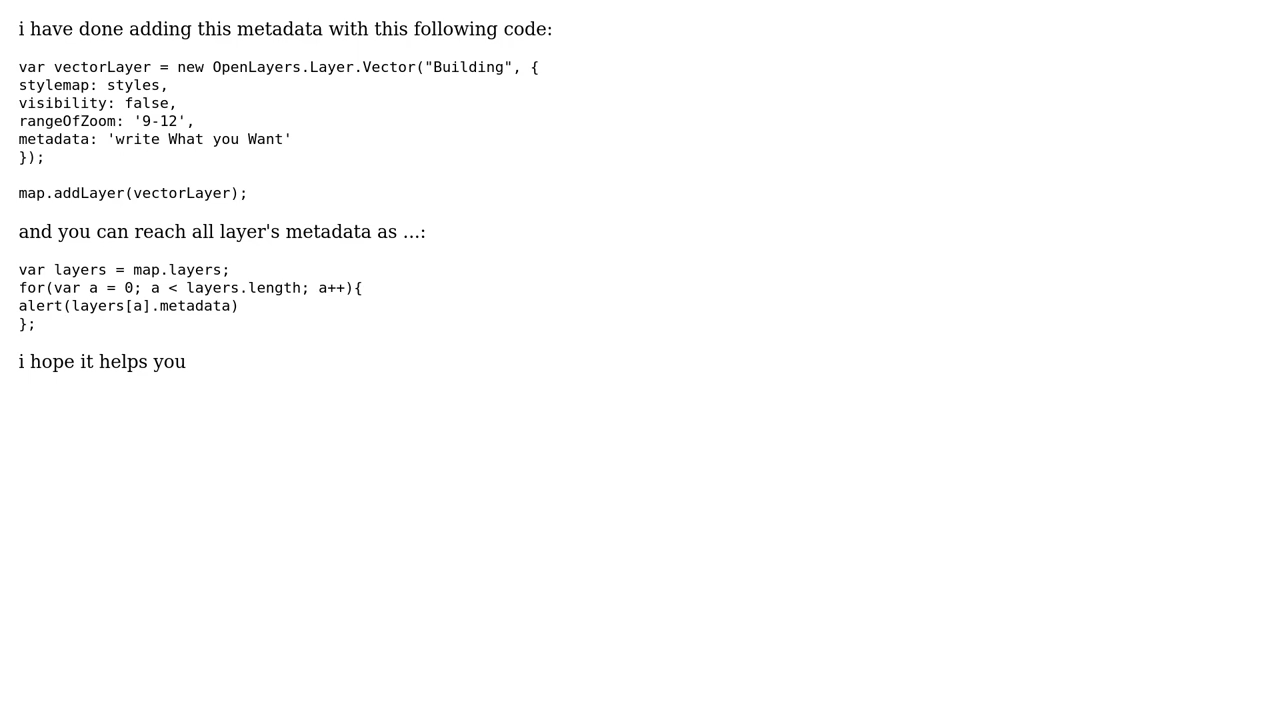 i have done adding this metadata with this following code:
var vectorLayer = new OpenLayers.Layer.Vector("Building", {
stylemap: styles,
visibility: false,
rangeOfZoom: '9-12',
metadata: 'write What you Want'
});
map.addLayer(vectorLayer);
and you can reach all layer's metadata as ...:
var layers = map.layers;
for(var a = 0; a < layers.length; a++){
alert(layers[a].metadata)
};
i hope it helps you